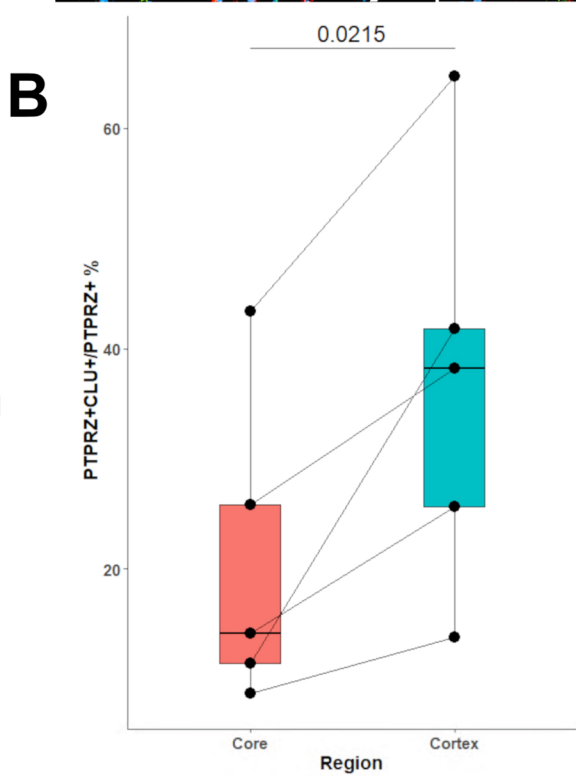 B
0.0215
PTPRZ+CLU+/PTPRZ+ %
60
40
20
Core
Cortex
Region